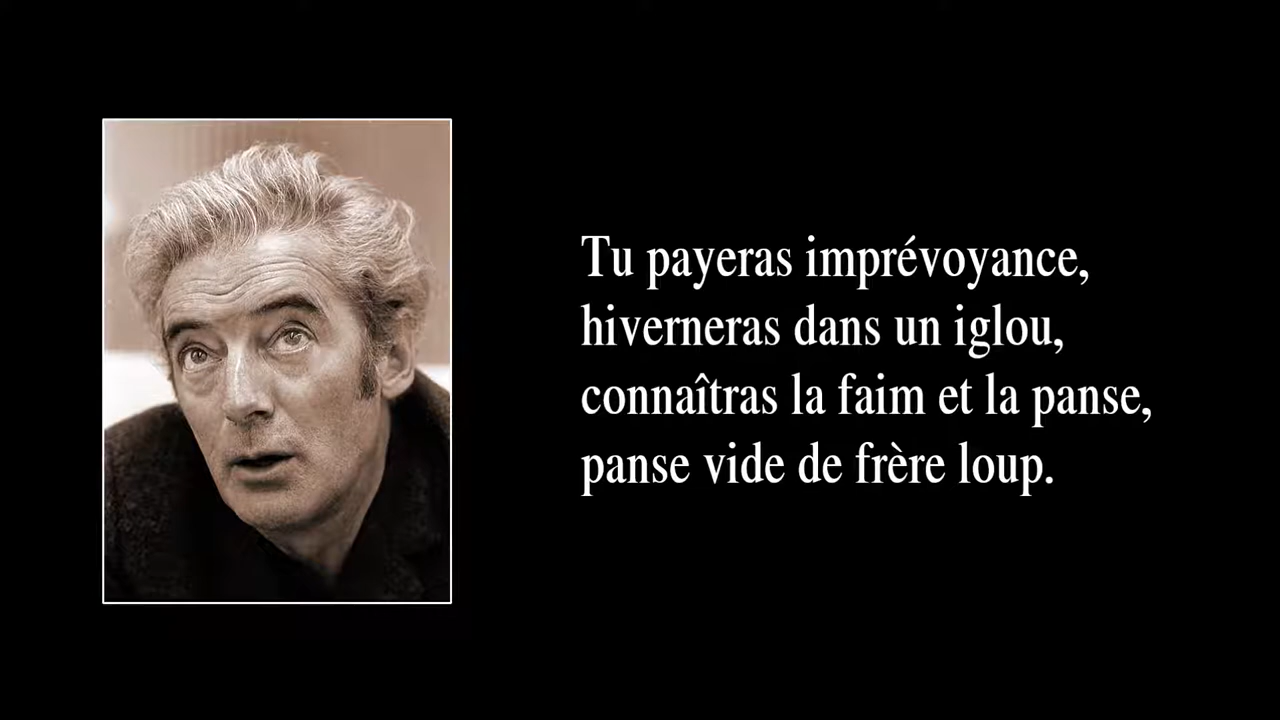 Tu payeras imprévoyance,
hiverneras dans un iglou,
connaîtras la faim et la panse,
panse vide de frère loup.